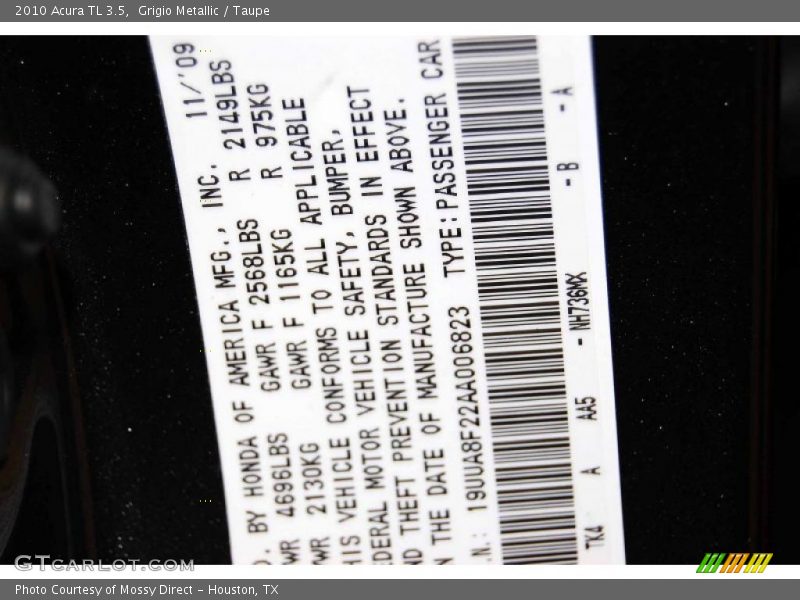 2010 Acura TL 3.5,  Grigio Metallic / Taupe
D. BY HONDA OF AMERICA MFG., INC. 11/'09
WR 4696LBS GAWR F 2568LBS R 2149LBS
WR 2130KG GAWR F 1165KG R 975KG
HIS VEHICLE CONFORMS TO ALL APPLICABLE
EDERAL MOTOR VEHICLE SAFETY, BUMPER,
ND THEFT PREVENTION STANDARDS IN EFFECT
N THE DATE OF MANUFACTURE SHOWN ABOVE.
.N.: 19UUA8F22AA006823 TYPE:PASSENGER CAR
TK4 A AA5 - NH736MX - B - A
GTCarLot.com
Photo Courtesy of Mossy Direct - Houston, TX